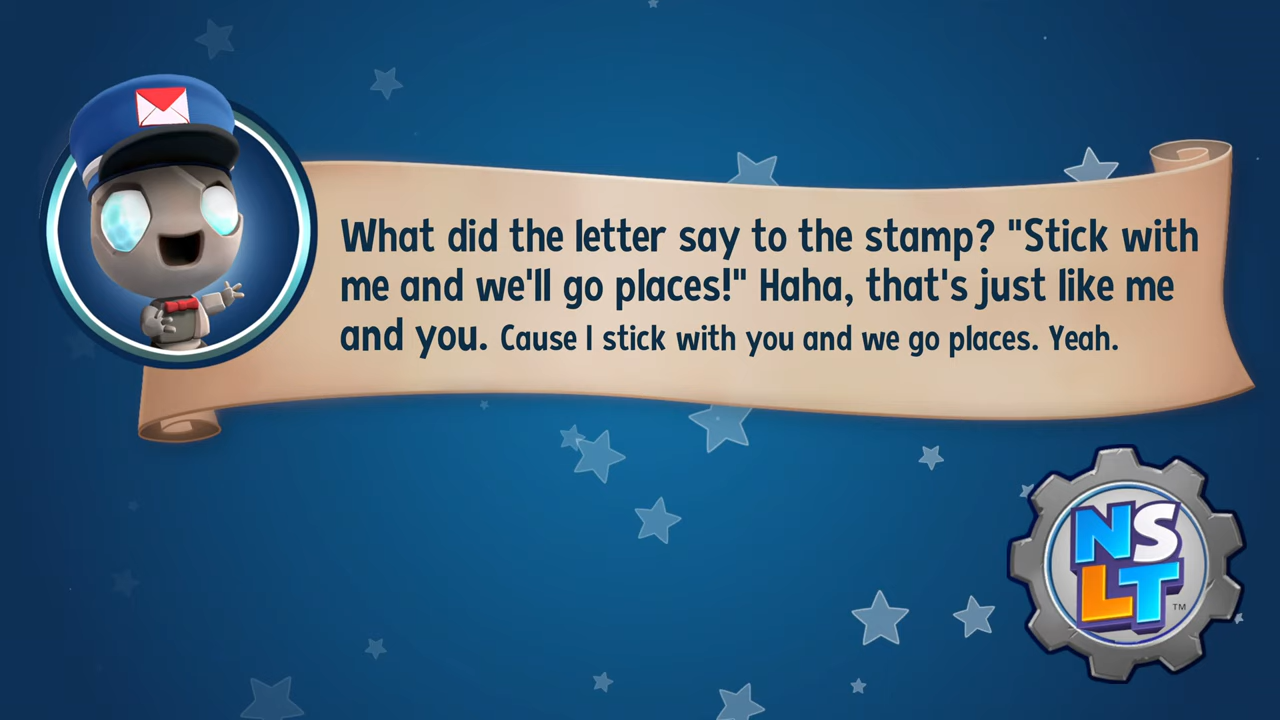 What did the letter say to the stamp? "Stick with
me and we'll go places!" Haha, that's just like me
and you. Cause I stick with you and we go places. Yeah.
NS
LT
TM